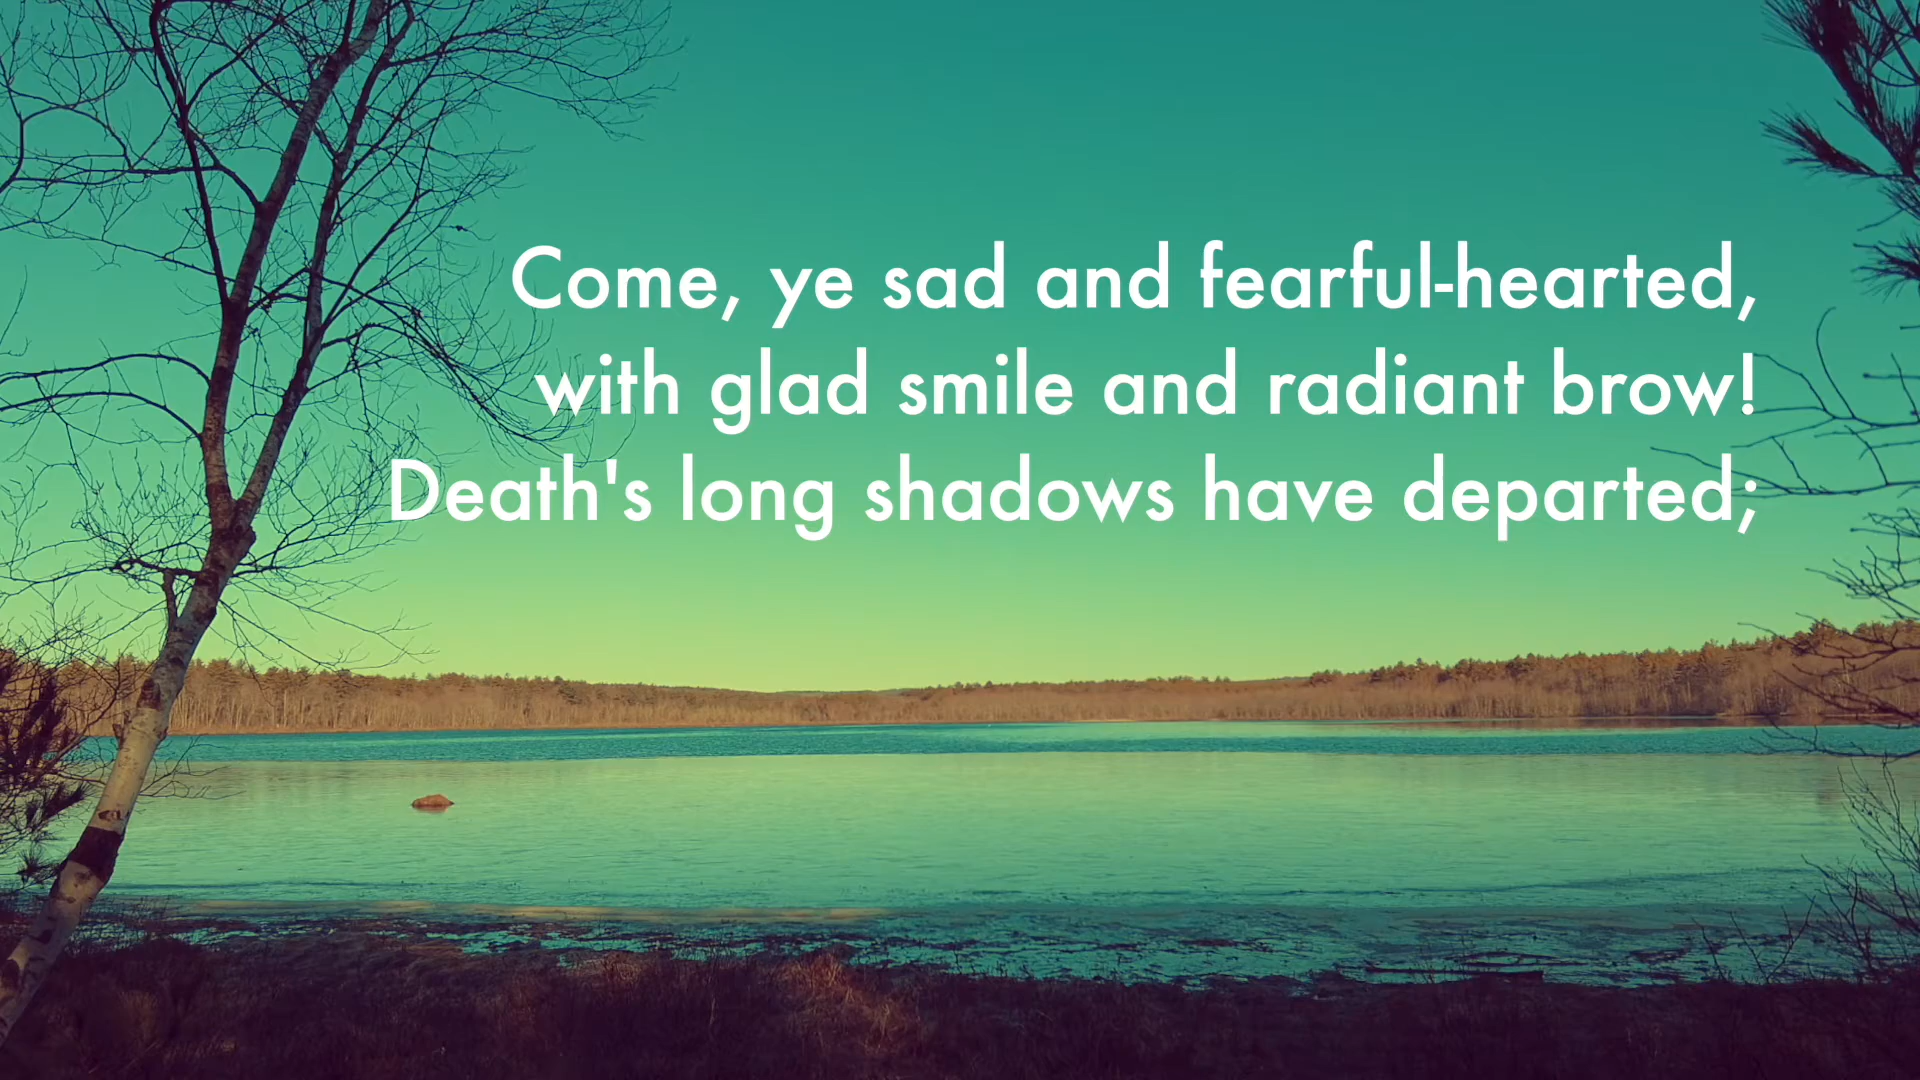 Come, ye sad and fearful-hearted,
with glad smile and radiant brow!
Death's long shadows have departed;